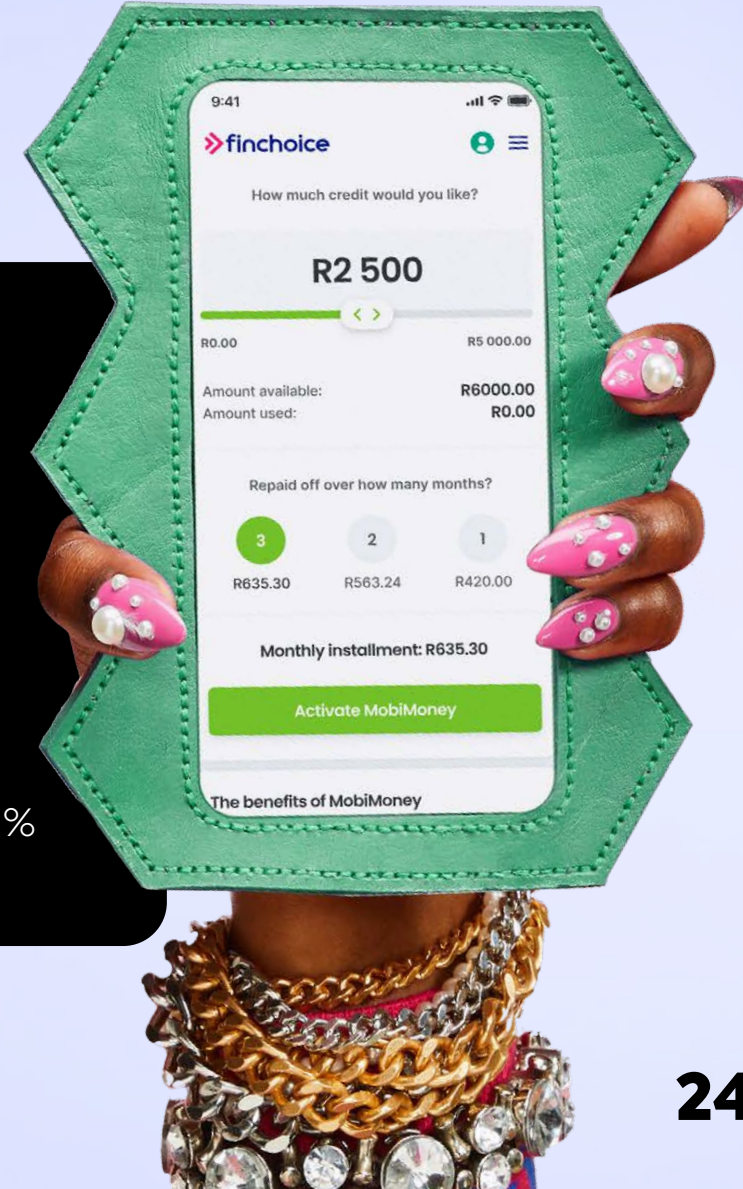 9:41
finchoice
How much credit would you like?
R2 500
R0.00 R5 000.00
Amount available: R6000.00
Amount used: R0.00
Repaid off over how many months?
3 2 1
R635.30 R563.24 R420.00
Monthly installment: R635.30
Activate MobiMoney
The benefits of MobiMoney
%
24